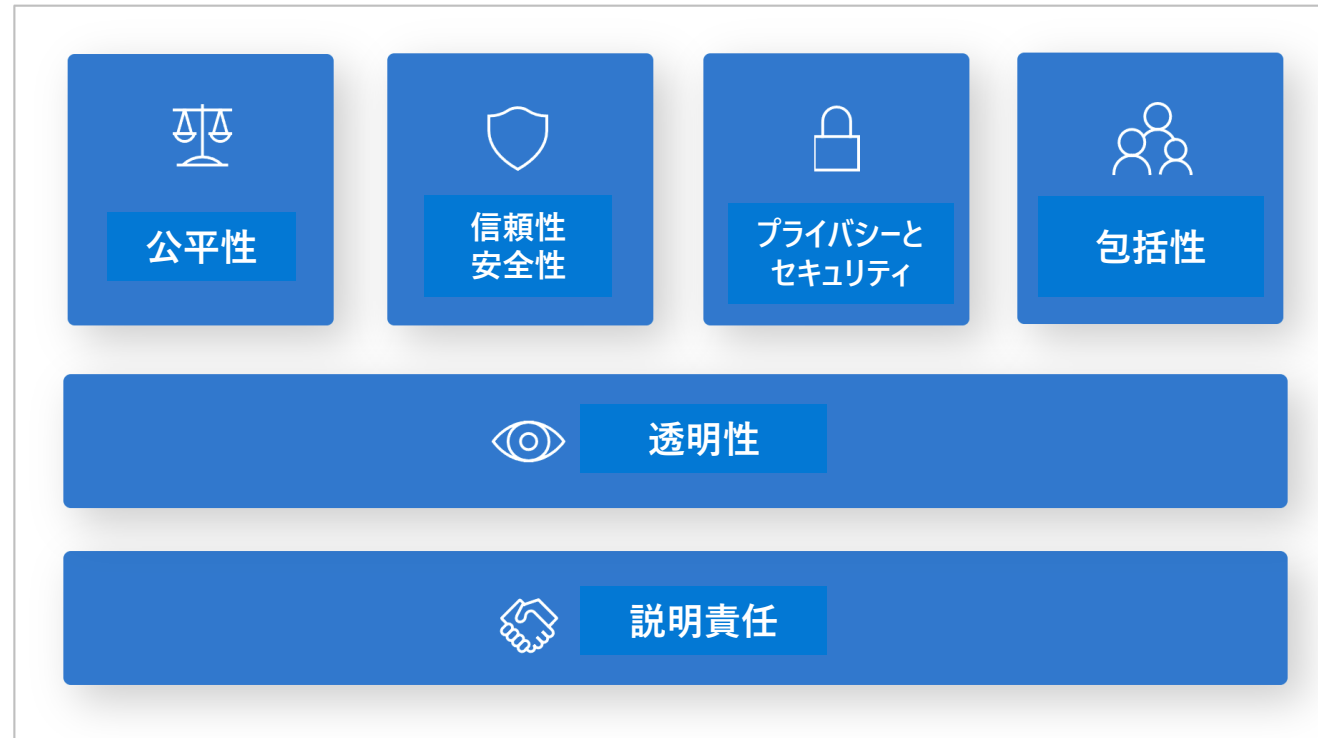 公平性
信頼性
安全性
プライバシーと
セキュリティ
包括性
透明性
説明責任